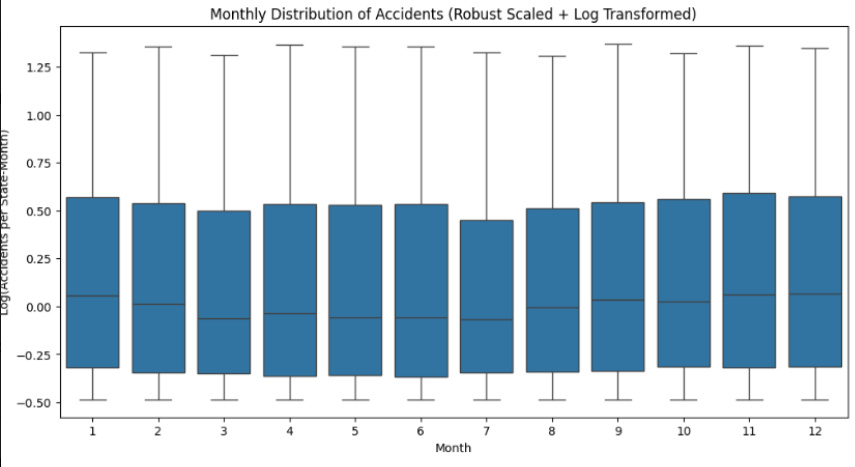 Monthly Distribution of Accidents (Robust Scaled + Log Transformed)
Log(Accidents per State-Month)
1.25
1.00
0.75
0.50
0.25
0.00
−0.25
−0.50
1 2 3 4 5 6 7 8 9 10 11 12
Month